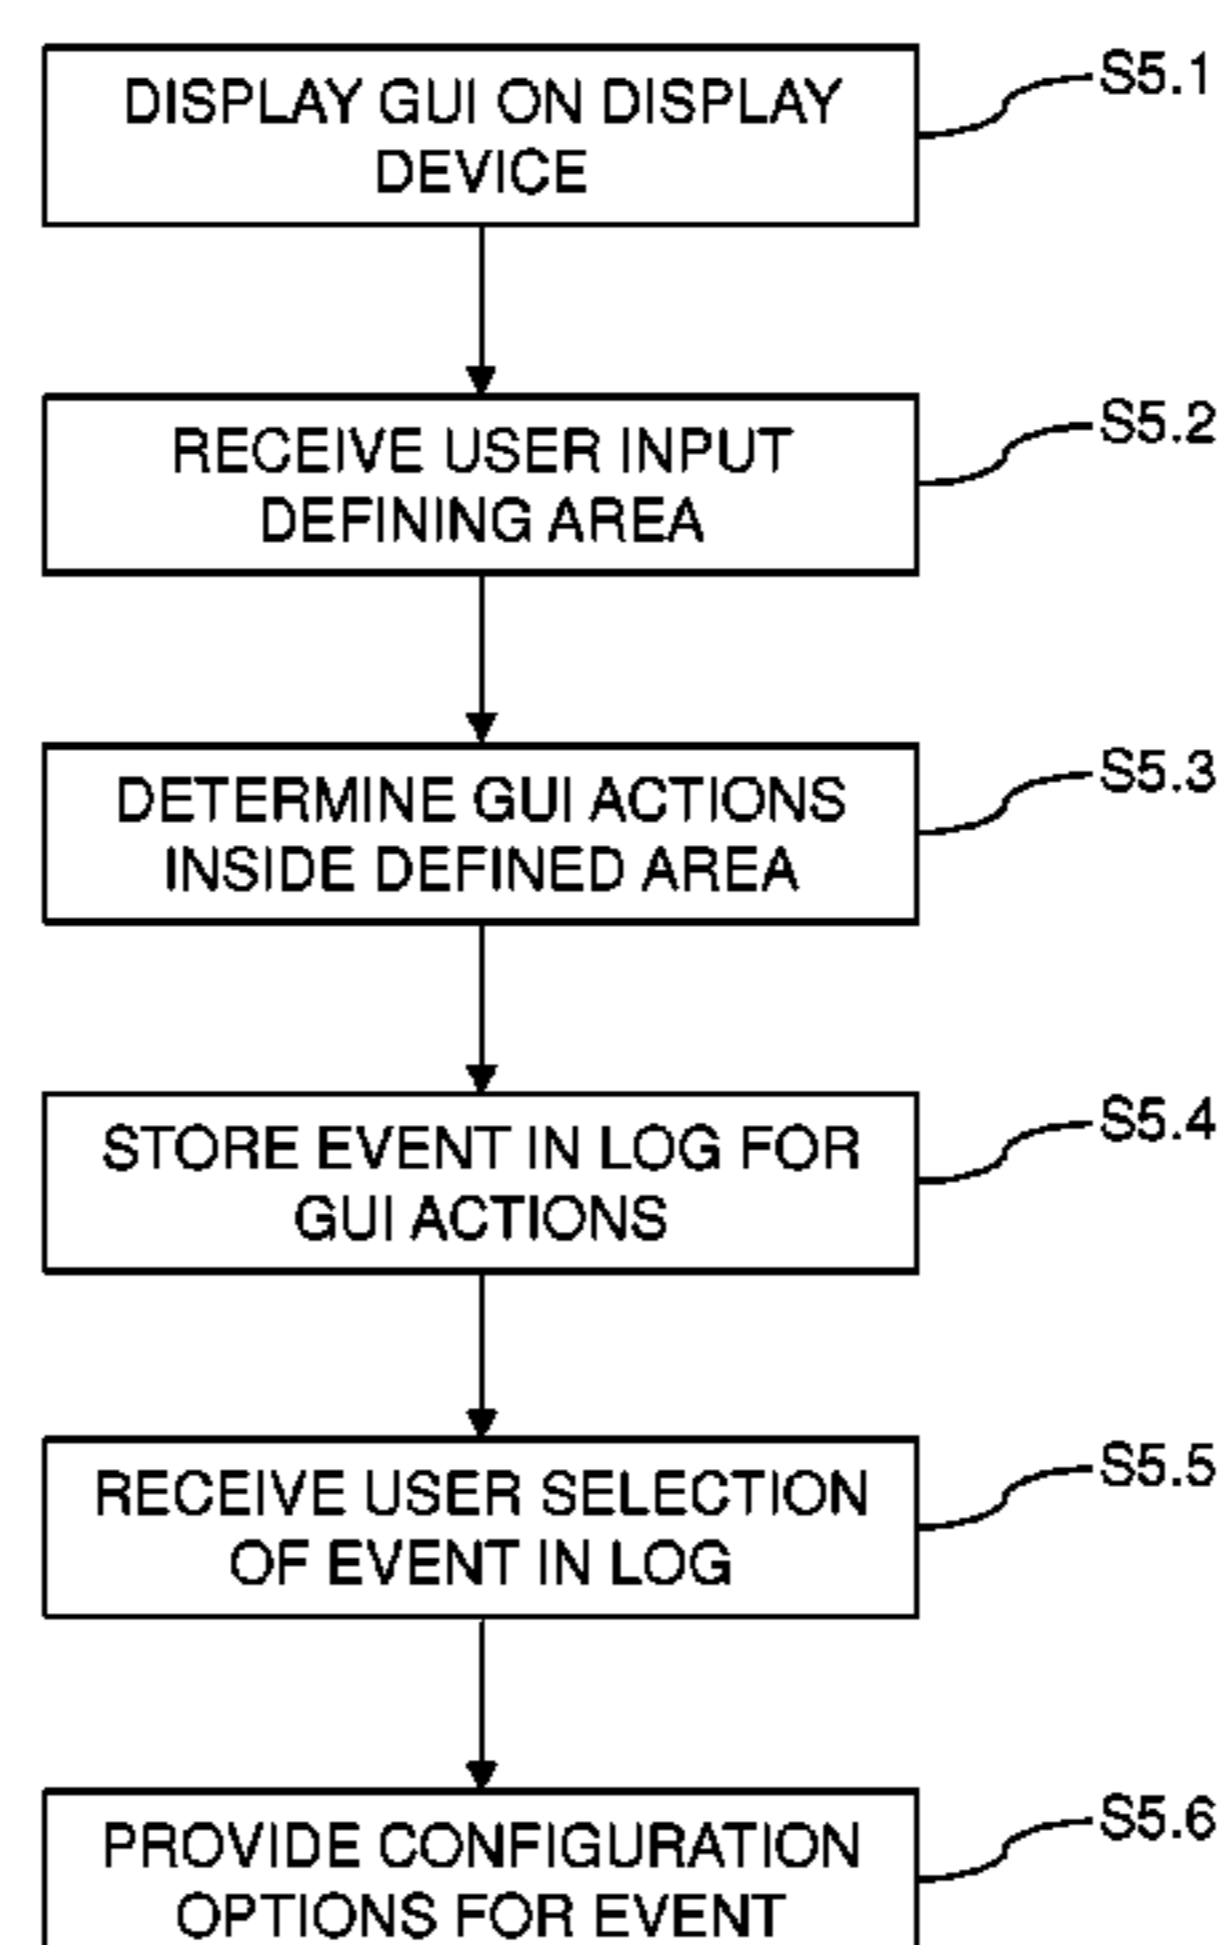 DISPLAY GUI ON DISPLAY
DEVICE
S5.1
RECEIVE USER INPUT
DEFINING AREA
S5.2
DETERMINE GUI ACTIONS
INSIDE DEFINED AREA
S5.3
STORE EVENT IN LOG FOR
GUI ACTIONS
S5.4
RECEIVE USER SELECTION
OF EVENT IN LOG
S5.5
PROVIDE CONFIGURATION
OPTIONS FOR EVENT
S5.6